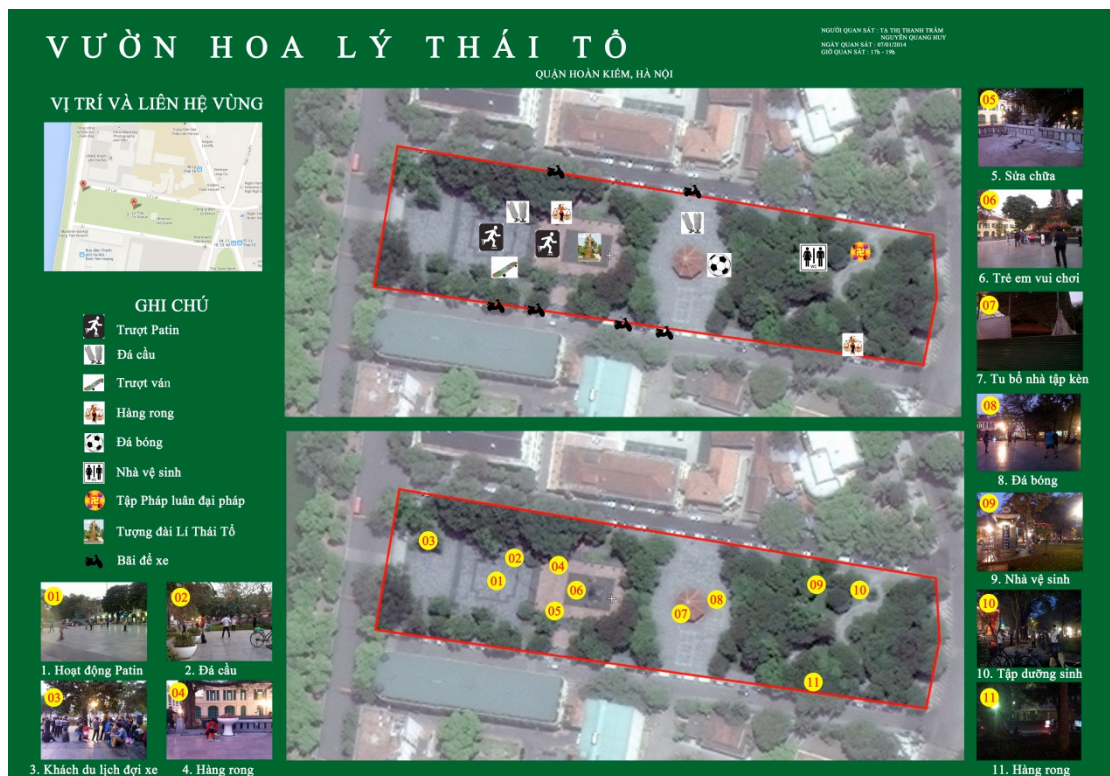 VƯỜN HOA LÝ THÁI TỔ
QUẬN HOÀN KIẾM, HÀ NỘI
NGƯỜI QUAN SÁT : TẠ THỊ THANH TRÂM
NGUYỄN QUANG HUY
NGÀY QUAN SÁT : 07/01/2014
GIỜ QUAN SÁT : 17h - 19h
VỊ TRÍ VÀ LIÊN HỆ VÙNG
GHI CHÚ
Trượt Patin
Đá cầu
Trượt ván
Hàng rong
Đá bóng
Nhà vệ sinh
Tập Pháp luân đại pháp
Tượng đài Lí Thái Tổ
Bãi để xe
01
1. Hoạt động Patin
02
2. Đá cầu
03
3. Khách du lịch đợi xe
04
4. Hàng rong
03
02
01
04
06
05
07
08
09
10
11
05
5. Sửa chữa
06
6. Trẻ em vui chơi
07
7. Tu bổ nhà tập kèn
08
8. Đá bóng
09
9. Nhà vệ sinh
10
10. Tập dưỡng sinh
11
11. Hàng rong